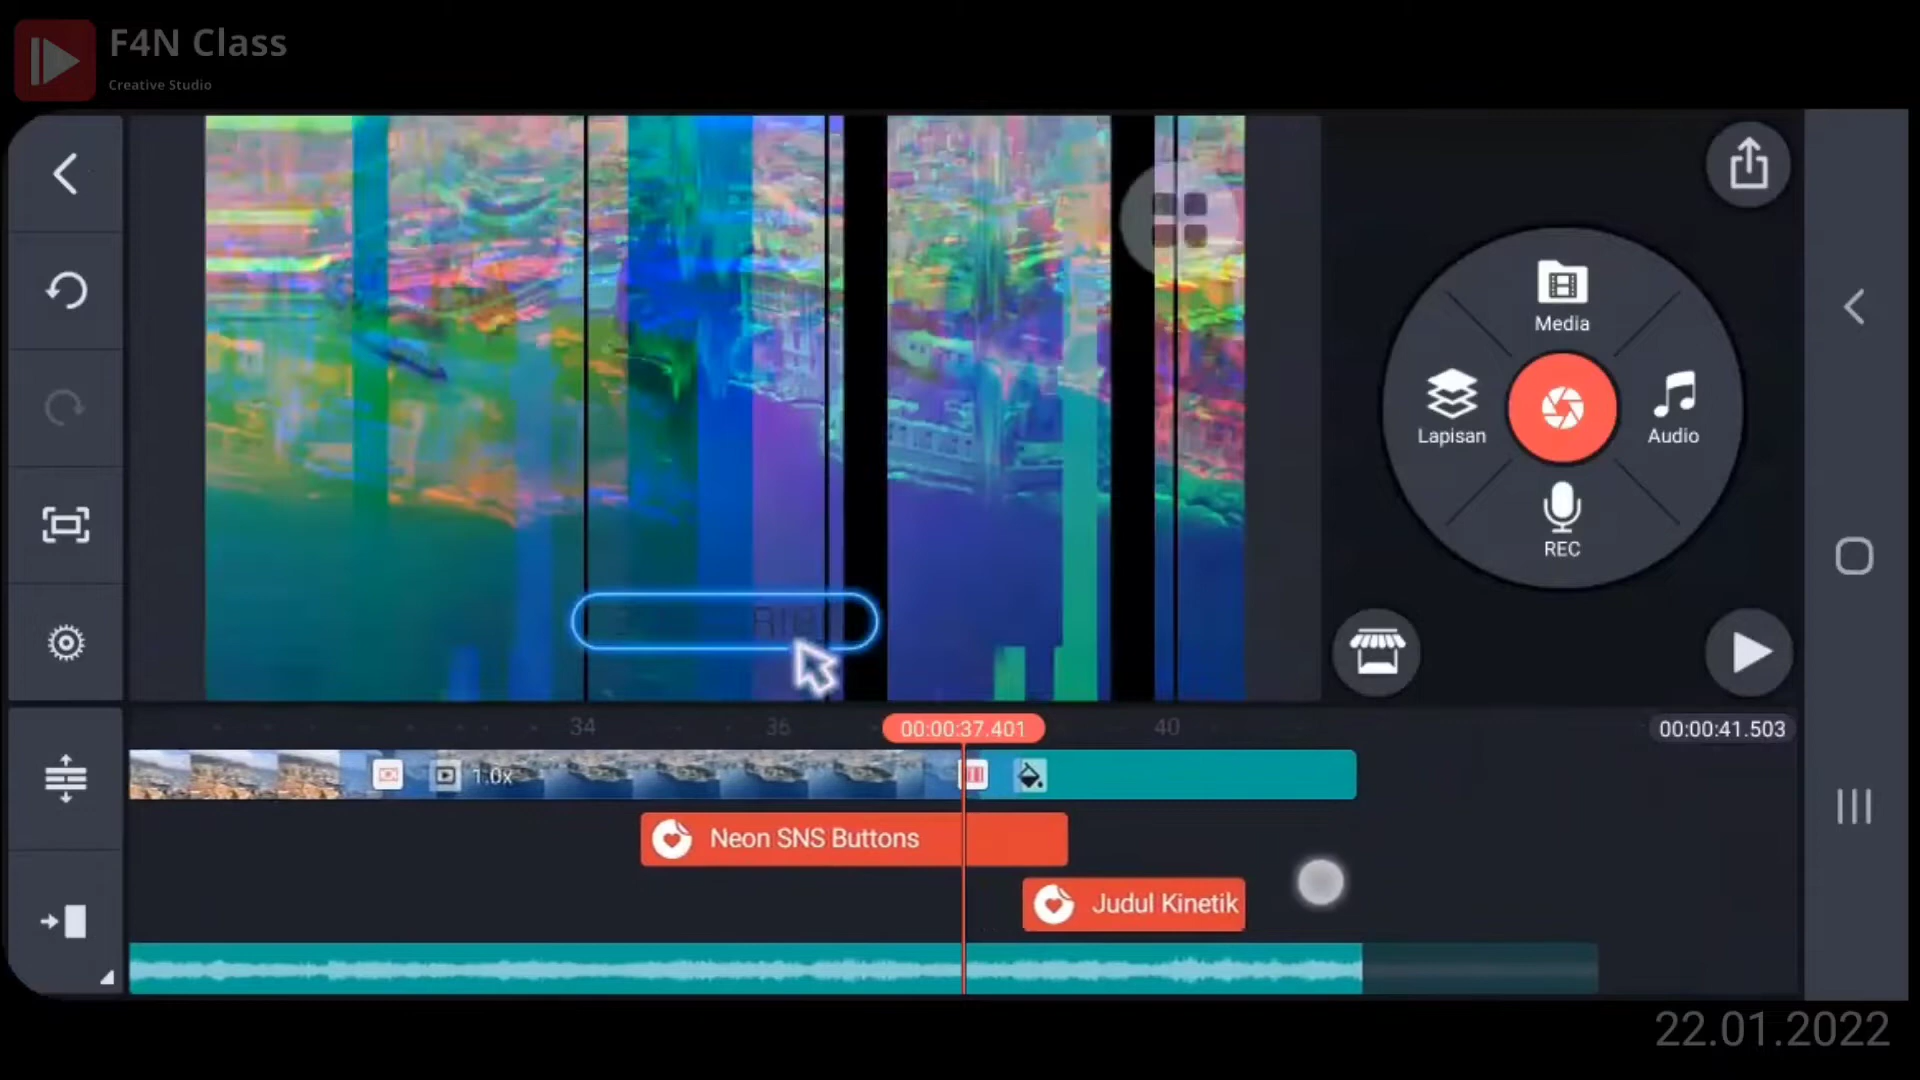 F4N Class
Creative Studio
Media
Lapisan
Audio
REC
34
36
00:00:37.401
40
00:00:41.503
1.0x
Neon SNS Buttons
Judul Kinetik
22.01.2022